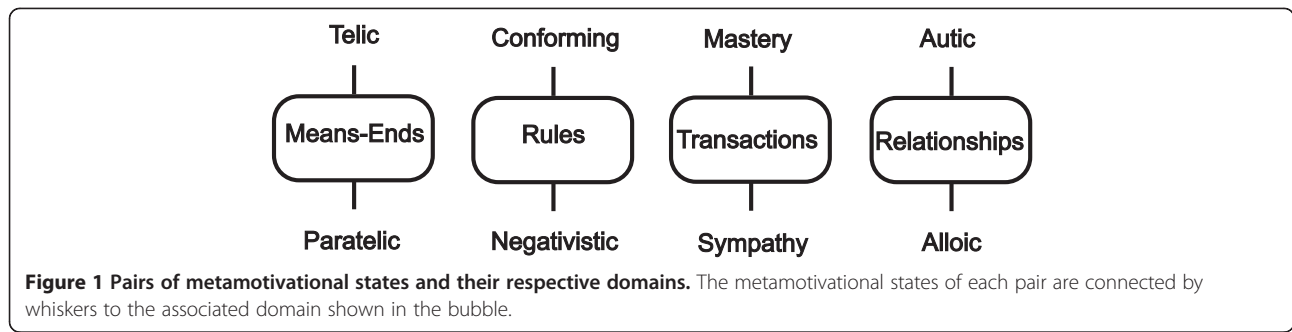 Telic Conforming Mastery Autic
Means-Ends Rules Transactions Relationships
Paratelic Negativistic Sympathy Alloic
Figure 1 Pairs of metamotivational states and their respective domains. The metamotivational states of each pair are connected by
whiskers to the associated domain shown in the bubble.